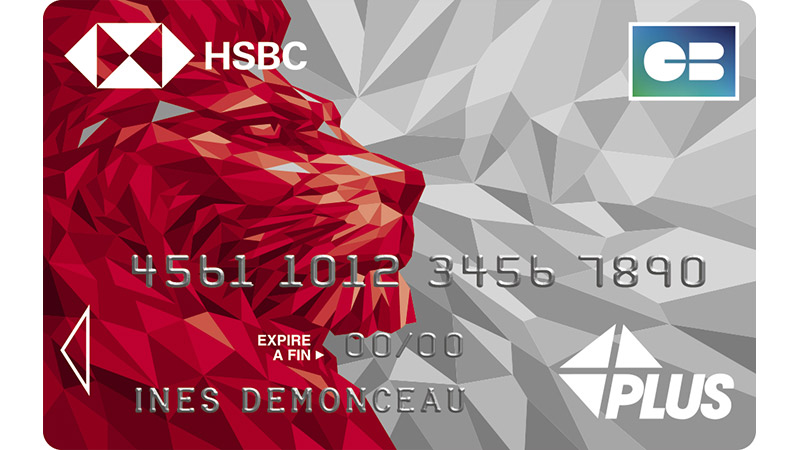 HSBC
CB
4561 1012 3456 7890
EXPIRE
A FIN 00/00
INES DEMONCEAU
PLUS